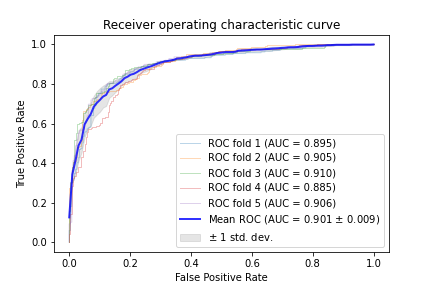 Receiver operating characteristic curve
True Positive Rate
1.0
0.8
0.6
0.4
0.2
0.0
ROC fold 1 (AUC = 0.895)
ROC fold 2 (AUC = 0.905)
ROC fold 3 (AUC = 0.910)
ROC fold 4 (AUC = 0.885)
ROC fold 5 (AUC = 0.906)
Mean ROC (AUC = 0.901 ± 0.009)
± 1 std. dev.
0.0 0.2 0.4 0.6 0.8 1.0
False Positive Rate